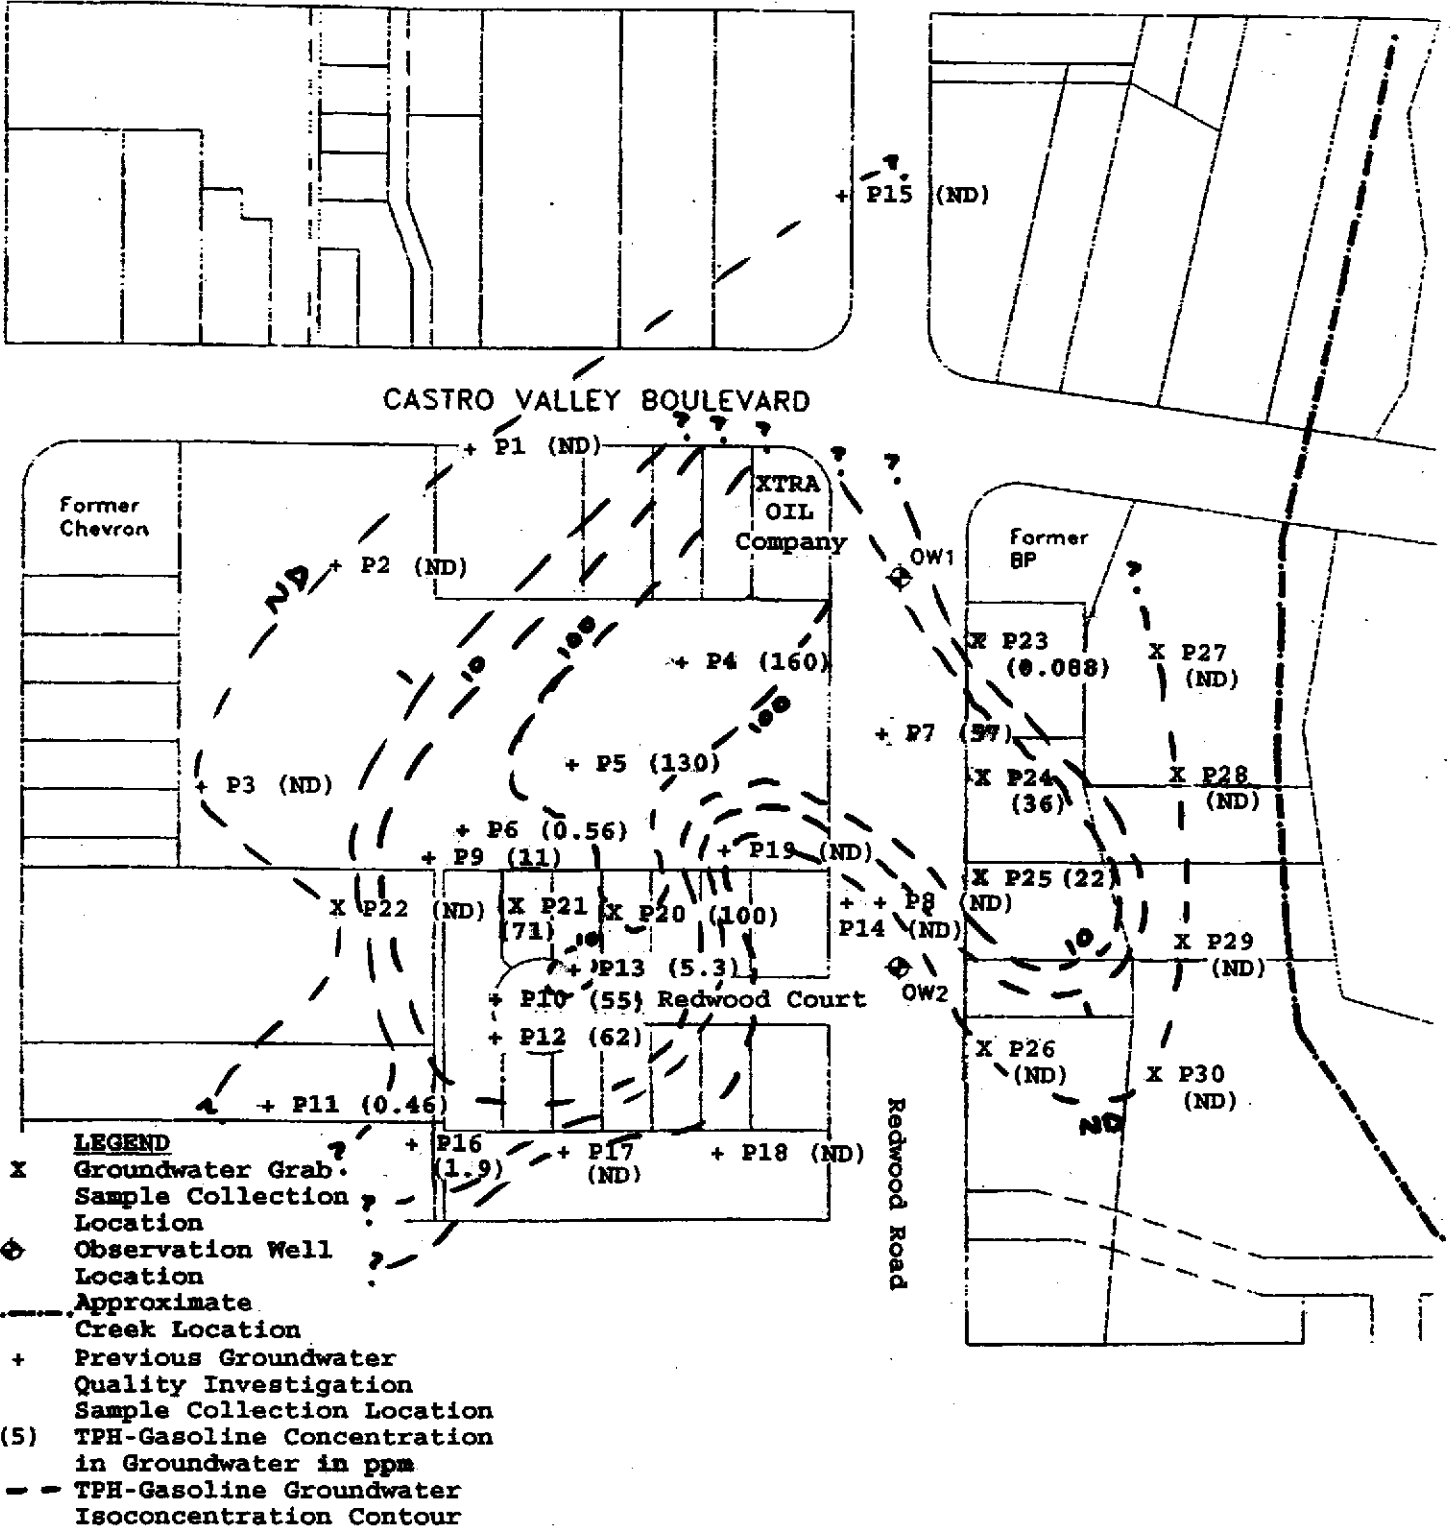 ?
+ P15 (ND)
CASTRO VALLEY BOULEVARD
? ? ?
+ P1 (ND)
? ?
Former
Chevron
XTRA
OIL
Company
Former
BP
OW1
+ P2 (ND)
ND
?
X P23
(0.088)
X P27
(ND)
100
+ P4 (160)
1
10
100
+ P7 (57)
+ P5 (130)
+ P3 (ND)
X P24
(36)
X P28
(ND)
+ P6 (0.56)
+ P9 (11)
+ P19 (ND)
X P25 (22)
X P22 (ND)
X P21
(71)
X P20 (100)
+ + P8 (ND)
P14 (ND)
10
10
X P29
(ND)
+ P13 (5.3)
OW2
+ P10 (55) Redwood Court
+ P12 (62)
X P26
(ND)
X P30
(ND)
ND
+ P11 (0.46)
+ P16
(1.9)
+ P17
(ND)
+ P18 (ND)
Redwood Road
?
?
?
LEGEND
X Groundwater Grab
Sample Collection
Location
Observation Well
Location
Approximate
Creek Location
+ Previous Groundwater
Quality Investigation
Sample Collection Location
(5) TPH-Gasoline Concentration
in Groundwater in ppm
TPH-Gasoline Groundwater
Isoconcentration Contour